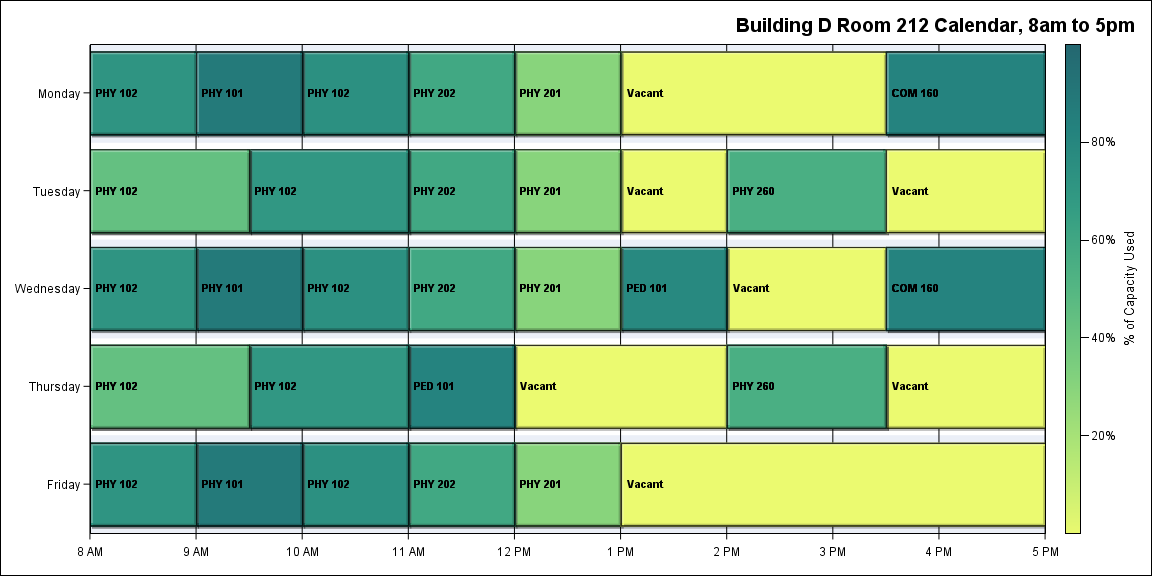 Building D Room 212 Calendar, 8am to 5pm
Monday
PHY 102
PHY 101
PHY 102
PHY 202
PHY 201
Vacant
COM 160
Tuesday
PHY 102
PHY 102
PHY 202
PHY 201
Vacant
PHY 260
Vacant
Wednesday
PHY 102
PHY 101
PHY 102
PHY 202
PHY 201
PED 101
Vacant
COM 160
Thursday
PHY 102
PHY 102
PED 101
Vacant
PHY 260
Vacant
Friday
PHY 102
PHY 101
PHY 102
PHY 202
PHY 201
Vacant
8 AM
9 AM
10 AM
11 AM
12 PM
1 PM
2 PM
3 PM
4 PM
5 PM
80%
60%
40%
20%
% of Capacity Used